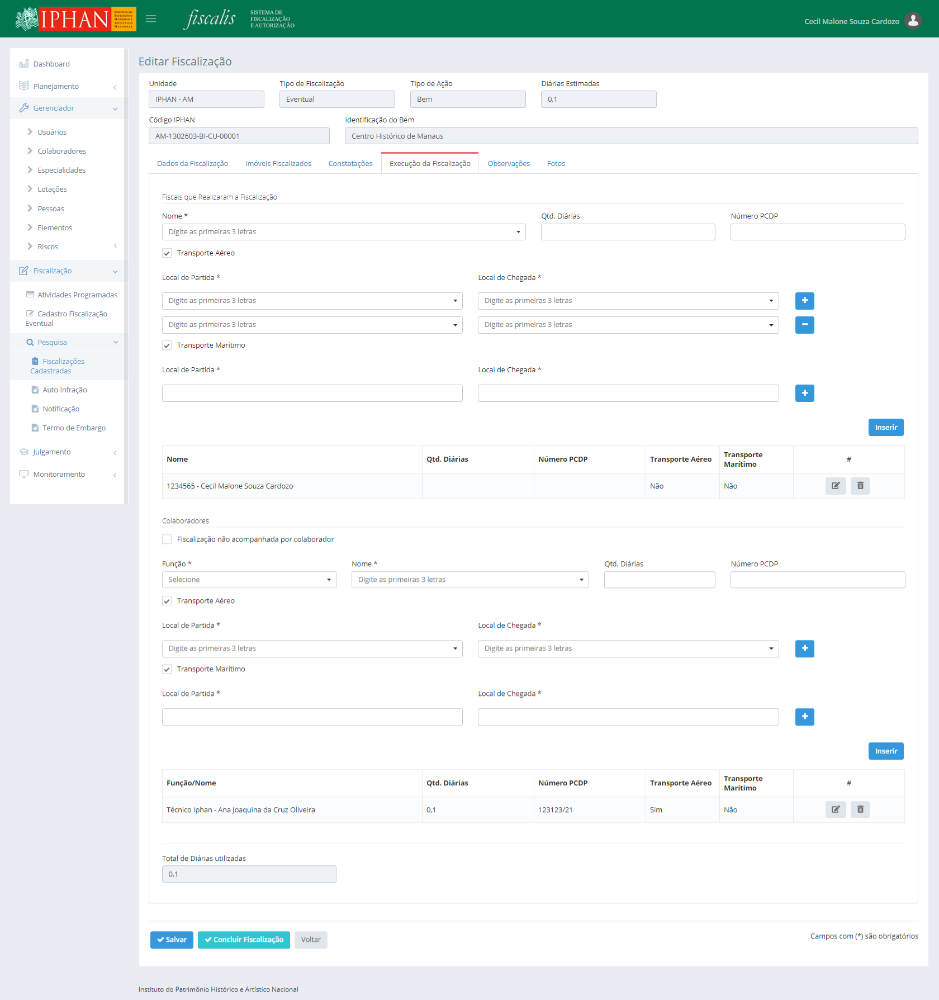 IPHAN
INSTITUTO DO
PATRIMÔNIO
HISTÓRICO E
ARTÍSTICO
NACIONAL
fiscalis
SISTEMA DE
FISCALIZAÇÃO
E AUTORIZAÇÃO
Cecil Malone Souza Cardozo
Dashboard
Planejamento
Gerenciador
Usuários
Colaboradores
Especialidades
Lotações
Pessoas
Elementos
Riscos
Fiscalização
Atividades Programadas
Cadastro Fiscalização
Eventual
Pesquisa
Fiscalizações
Cadastradas
Auto Infração
Notificação
Termo de Embargo
Julgamento
Monitoramento
Editar Fiscalização
Unidade Tipo de Fiscalização Tipo de Ação Diárias Estimadas
IPHAN - AM Eventual Bem 0,1
Código IPHAN Identificação do Bem
AM-1302603-BI-CU-00001 Centro Histórico de Manaus
Dados da Fiscalização Imóveis Fiscalizados Constatações Execução da Fiscalização Observações Fotos
Fiscais que Realizaram a Fiscalização
Nome * Qtd. Diárias Número PCDP
Digite as primeiras 3 letras
Transporte Aéreo
Local de Partida * Local de Chegada *
Digite as primeiras 3 letras Digite as primeiras 3 letras
Digite as primeiras 3 letras Digite as primeiras 3 letras
Transporte Marítimo
Local de Partida * Local de Chegada *
Inserir
Nome Qtd. Diárias Número PCDP Transporte Aéreo Transporte Marítimo #
1234565 - Cecil Malone Souza Cardozo Não Não
Colaboradores
Fiscalização não acompanhada por colaborador
Função * Nome * Qtd. Diárias Número PCDP
Selecione Digite as primeiras 3 letras
Transporte Aéreo
Local de Partida * Local de Chegada *
Digite as primeiras 3 letras Digite as primeiras 3 letras
Transporte Marítimo
Local de Partida * Local de Chegada *
Inserir
Função/Nome Qtd. Diárias Número PCDP Transporte Aéreo Transporte Marítimo #
Técnico Iphan - Ana Joaquina da Cruz Oliveira 0,1 123123/21 Sim Não
Total de Diárias utilizadas
0,1
Salvar Concluir Fiscalização Voltar Campos com (*) são obrigatórios
Instituto do Patrimônio Histórico e Artístico Nacional